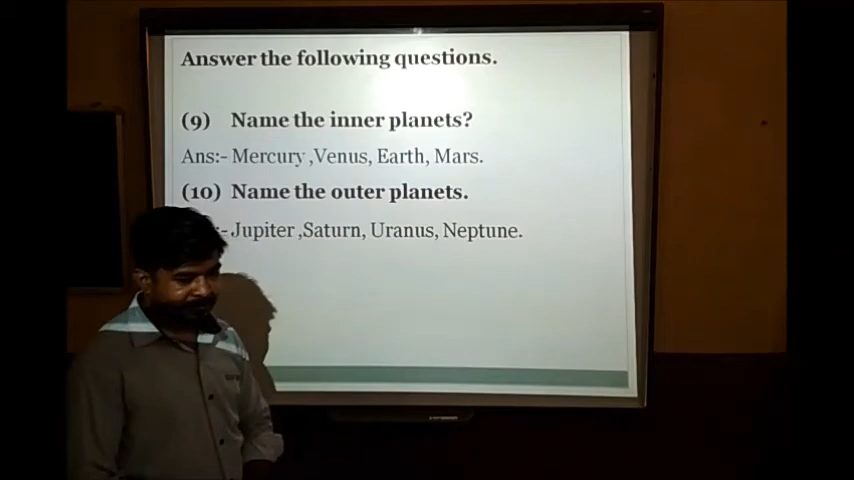 Answer the following questions.
(9) Name the inner planets?
Ans:- Mercury ,Venus, Earth, Mars.
(10) Name the outer planets.
:- Jupiter ,Saturn, Uranus, Neptune.